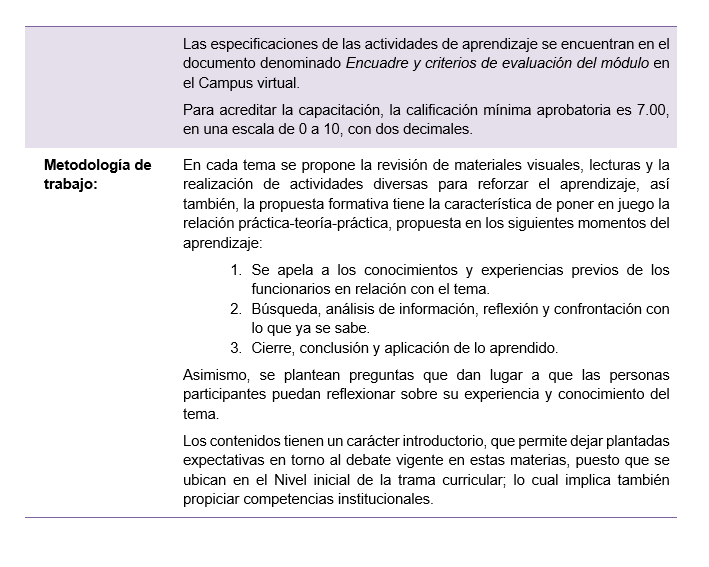 Las especificaciones de las actividades de aprendizaje se encuentran en el
documento denominado Encuadre y criterios de evaluación del módulo en
el Campus virtual.
Para acreditar la capacitación, la calificación mínima aprobatoria es 7.00,
en una escala de 0 a 10, con dos decimales.
Metodología de
trabajo:
En cada tema se propone la revisión de materiales visuales, lecturas y la
realización de actividades diversas para reforzar el aprendizaje, así
también, la propuesta formativa tiene la característica de poner en juego la
relación práctica-teoría-práctica, propuesta en los siguientes momentos del
aprendizaje:
1. Se apela a los conocimientos y experiencias previos de los
funcionarios en relación con el tema.
2. Búsqueda, análisis de información, reflexión y confrontación con
lo que ya se sabe.
3. Cierre, conclusión y aplicación de lo aprendido.
Asimismo, se plantean preguntas que dan lugar a que las personas
participantes puedan reflexionar sobre su experiencia y conocimiento del
tema.
Los contenidos tienen un carácter introductorio, que permite dejar plantadas
expectativas en torno al debate vigente en estas materias, puesto que se
ubican en el Nivel inicial de la trama curricular; lo cual implica también
propiciar competencias institucionales.